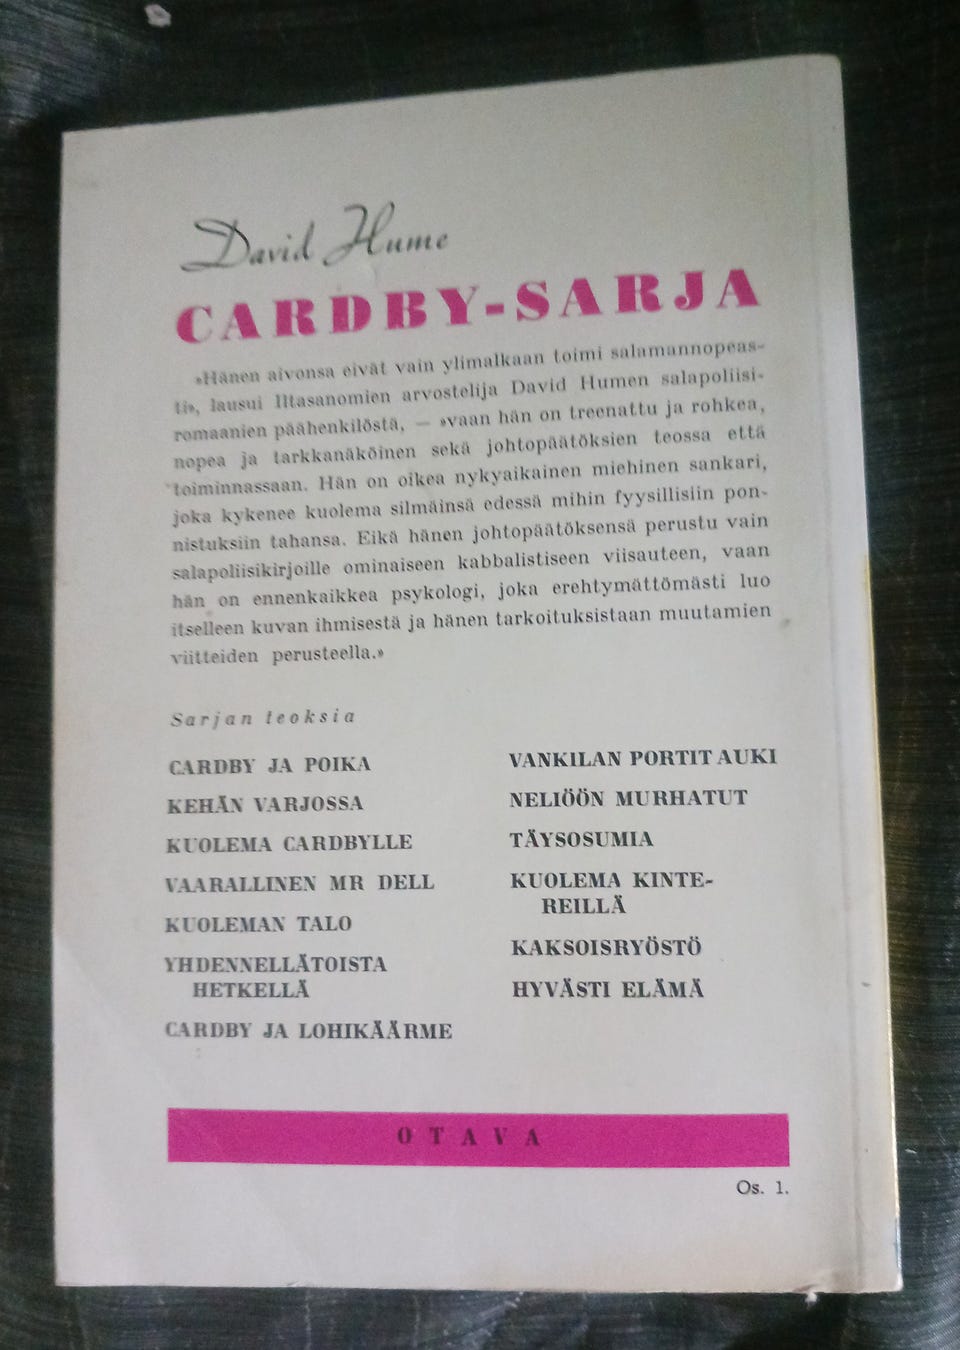 David Hume
CARDBY-SARJA
»Hänen aivonsa eivät vain ylimalkaan toimi salamannopeas-
ti», lausui Iltasanomien arvostelija David Humen salapoliisi-
romaanien päähenkilöstä, — »vaan hän on treenattu ja rohkea,
nopea ja tarkkanäköinen sekä johtopäätöksien teossa että
toiminnassaan. Hän on oikea nykyaikainen miehinen sankari,
joka kykenee kuolema silmäinsä edessä mihin fyysillisiin pon-
nistuksiin tahansa. Eikä hänen johtopäätöksensä perustu vain
salapoliisikirjoille ominaiseen kabbalistiseen viisauteen, vaan
hän on ennenkaikkea psykologi, joka erehtymättömästi luo
itselleen kuvan ihmisestä ja hänen tarkoituksistaan muutamien
viitteiden perusteella.»
Sarjan teoksia
CARDBY JA POIKA
KEHÄN VARJOSSA
KUOLEMA CARDBYLLE
VAARALLINEN MR DELL
KUOLEMAN TALO
YHDENNELLÄTOISTA
HETKELLÄ
CARDBY JA LOHIKÄÄRME
VANKILAN PORTIT AUKI
NELIÖÖN MURHATUT
TÄYSOSUMIA
KUOLEMA KINTE-
REILLÄ
KAKSOISRYÖSTÖ
HYVÄSTI ELÄMÄ
OTAVA
Os. 1.